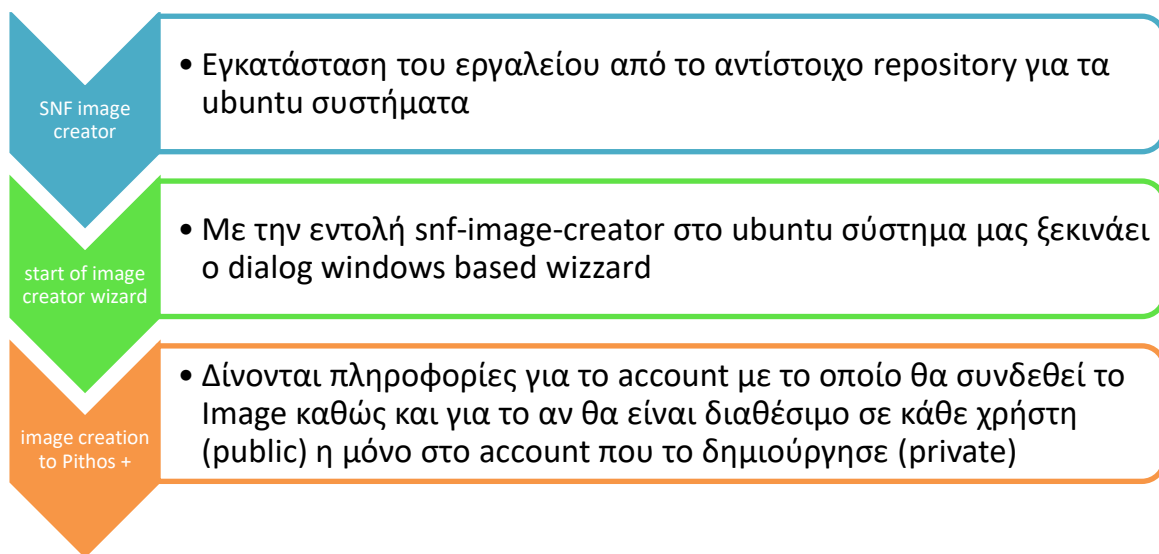 SNF image
creator
• Εγκατάσταση του εργαλείου από το αντίστοιχο repository για τα
ubuntu συστήματα
start of image
creator wizard
• Με την εντολή snf-image-creator στο ubuntu σύστημα μας ξεκινάει
ο dialog windows based wizzard
image creation
to Pithos +
• Δίνονται πληροφορίες για το account με το οποίο θα συνδεθεί το
Image καθώς και για το αν θα είναι διαθέσιμο σε κάθε χρήστη
(public) η μόνο στο account που το δημιούργησε (private)